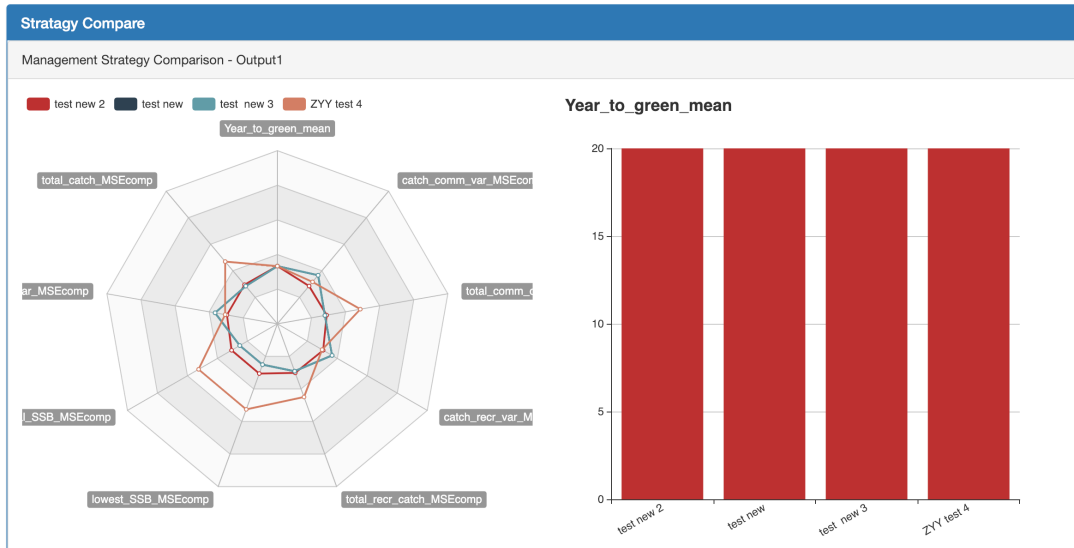 Stratagy Compare
Management Strategy Comparison - Output1
test new 2 test new test new 3 ZYY test 4
Year_to_green_mean
total_catch_MSEcomp
catch_comm_var_MSEcor
ar_MSEcomp
total_comm_c
l_SSB_MSEcomp
catch_recr_var_M
lowest_SSB_MSEcomp
total_recr_catch_MSEcomp
Year_to_green_mean
20
15
10
5
0
test new 2
test new
test new 3
ZYY test 4